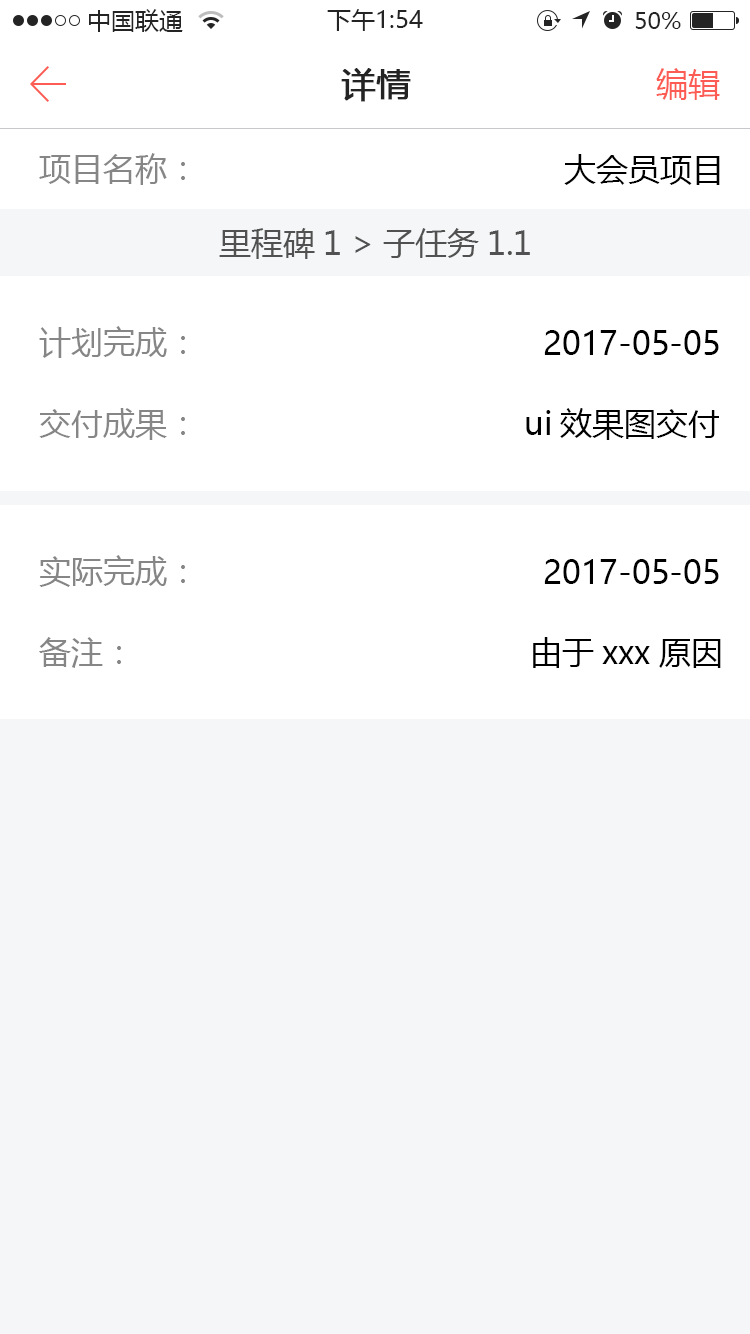 中国联通 下午1:54 50%
详情 编辑
项目名称： 大会员项目
里程碑 1 > 子任务 1.1
计划完成： 2017-05-05
交付成果： ui 效果图交付
实际完成： 2017-05-05
备注： 由于 xxx 原因